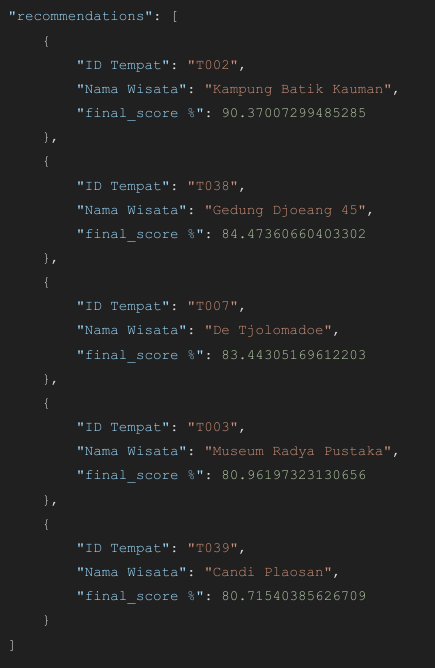 "recommendations": [
    {
        "ID Tempat": "T002",
        "Nama Wisata": "Kampung Batik Kauman",
        "final_score %": 90.37007299485285
    },
    {
        "ID Tempat": "T038",
        "Nama Wisata": "Gedung Djoeang 45",
        "final_score %": 84.47360660403302
    },
    {
        "ID Tempat": "T007",
        "Nama Wisata": "De Tjolomadoe",
        "final_score %": 83.44305169612203
    },
    {
        "ID Tempat": "T003",
        "Nama Wisata": "Museum Radya Pustaka",
        "final_score %": 80.96197323130656
    },
    {
        "ID Tempat": "T039",
        "Nama Wisata": "Candi Plaosan",
        "final_score %": 80.71540385626709
    }
]